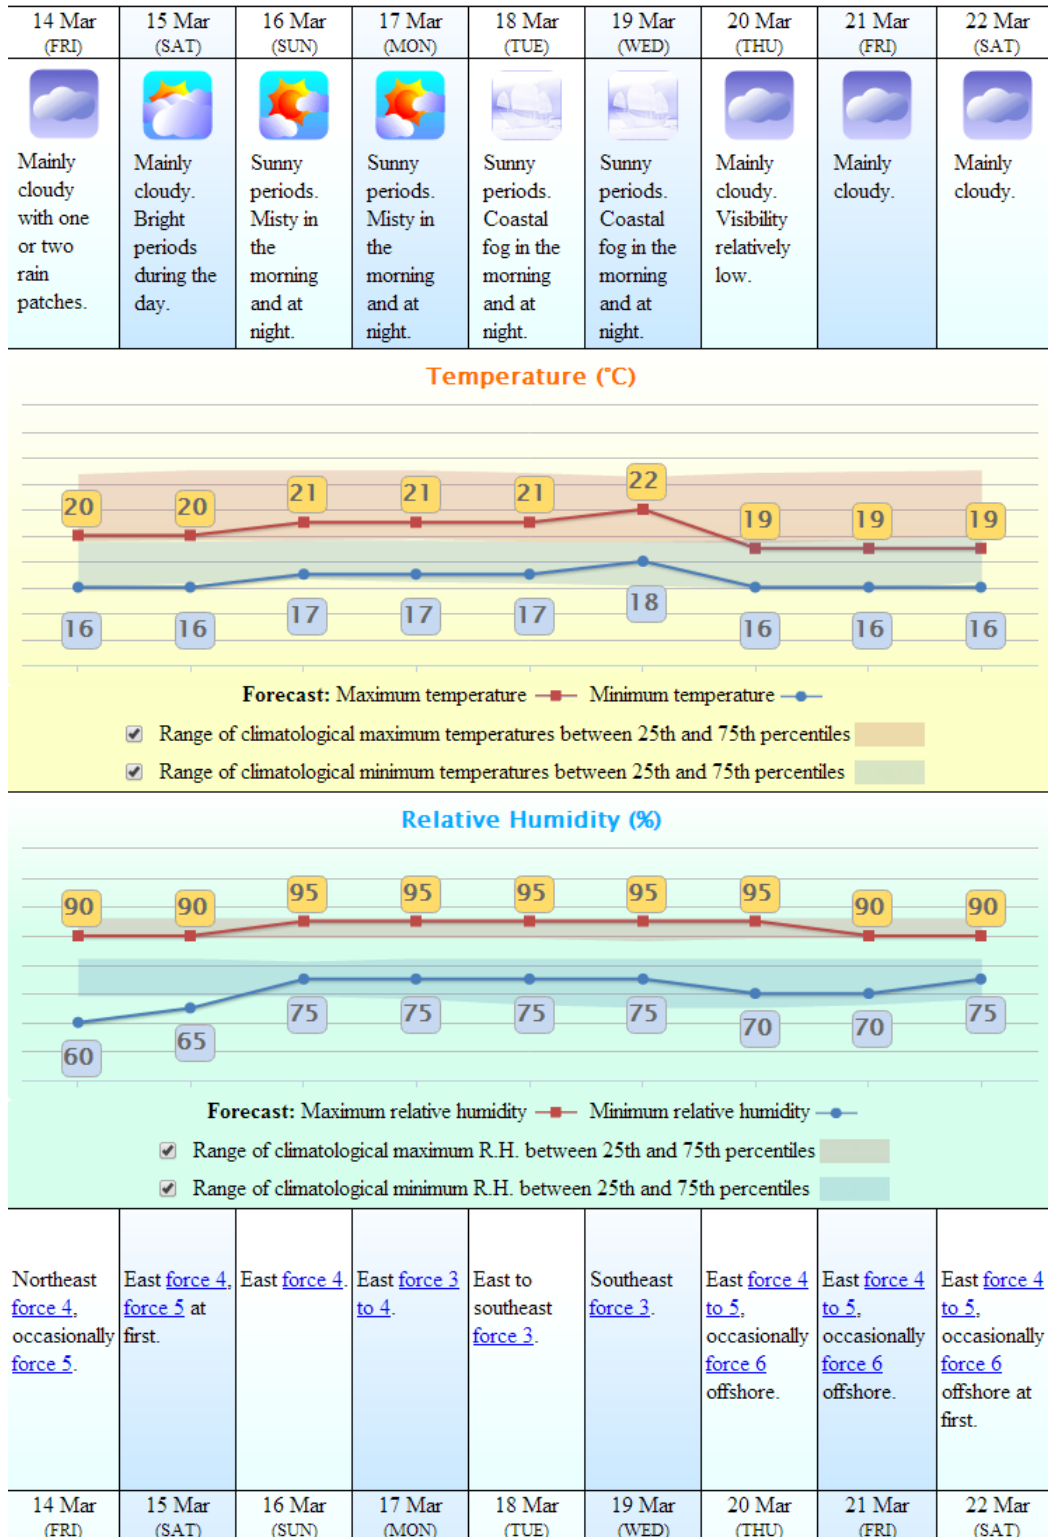 14 Mar 15 Mar 16 Mar 17 Mar 18 Mar 19 Mar 20 Mar 21 Mar 22 Mar
(FRI) (SAT) (SUN) (MON) (TUE) (WED) (THU) (FRI) (SAT)
Mainly
cloudy
with one
or two
rain
patches.
Mainly
cloudy.
Bright
periods
during the
day.
Sunny
periods.
Misty in
the
morning
and at
night.
Sunny
periods.
Misty in
the
morning
and at
night.
Sunny
periods.
Coastal
fog in the
morning
and at
night.
Sunny
periods.
Coastal
fog in the
morning
and at
night.
Mainly
cloudy.
Visibility
relatively
low.
Mainly
cloudy.
Mainly
cloudy.
Temperature (°C)
20 20 21 21 21 22 19 19 19
16 16 17 17 17 18 16 16 16
Forecast: Maximum temperature Minimum temperature
Range of climatological maximum temperatures between 25th and 75th percentiles
Range of climatological minimum temperatures between 25th and 75th percentiles
Relative Humidity (%)
90 90 95 95 95 95 95 90 90
60 65 75 75 75 75 70 70 75
Forecast: Maximum relative humidity Minimum relative humidity
Range of climatological maximum R.H. between 25th and 75th percentiles
Range of climatological minimum R.H. between 25th and 75th percentiles
Northeast
force 4,
occasionally
force 5.
East force 4,
force 5 at
first.
East force 4.
East force 3
to 4.
East to
southeast
force 3.
Southeast
force 3.
East force 4
to 5,
occasionally
force 6
offshore.
East force 4
to 5,
occasionally
force 6
offshore.
East force 4
to 5,
occasionally
force 6
offshore at
first.
14 Mar 15 Mar 16 Mar 17 Mar 18 Mar 19 Mar 20 Mar 21 Mar 22 Mar
(FRI) (SAT) (SUN) (MON) (TUE) (WED) (THU) (FRI) (SAT)